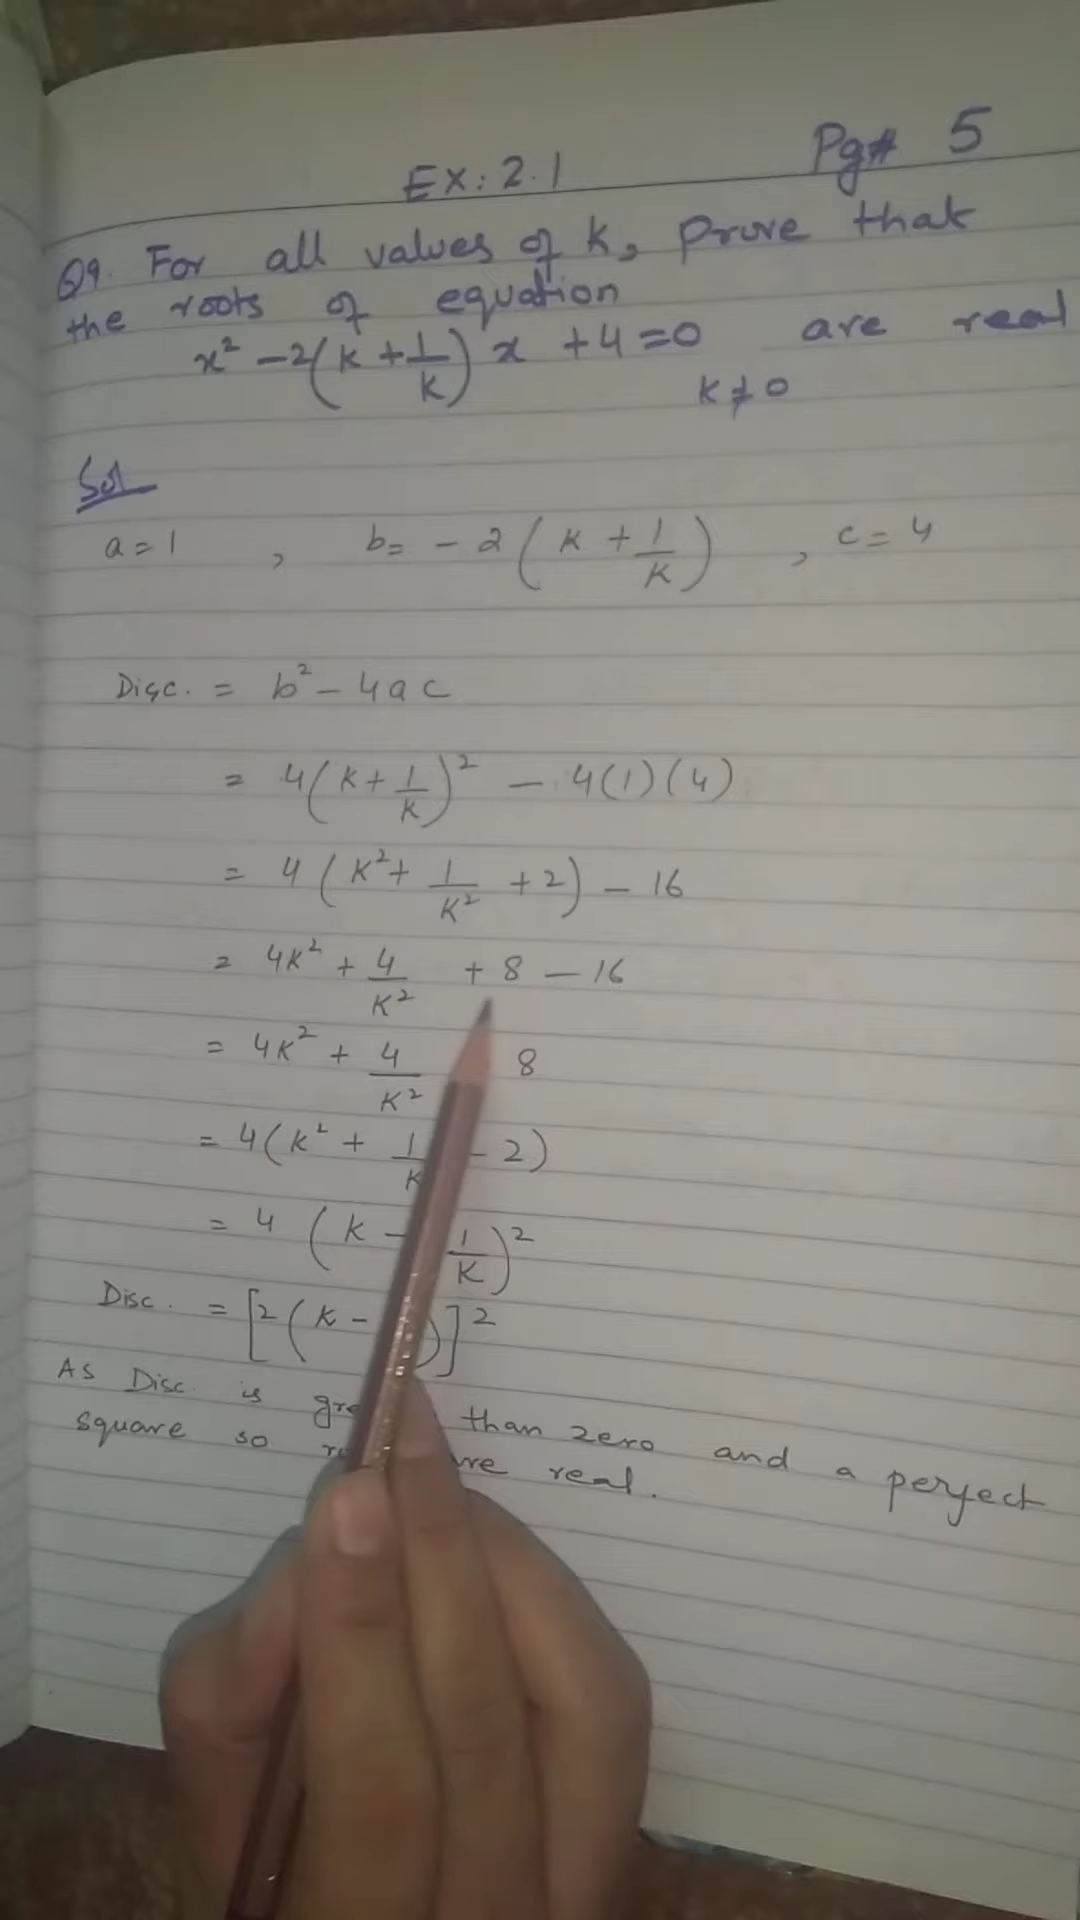 Pg# 5
EX: 2.1
Q9. For all values of k, prove that
the roots of equation
x² - 2(k + 1/k) x + 4 = 0 are real
k ≠ 0
Sol
a = 1 , b = - 2 (k + 1/k) , c = 4
Disc. = b² - 4ac
= 4(k + 1/k)² - 4(1)(4)
= 4(k² + 1/k² + 2) - 16
= 4k² + 4/k² + 8 - 16
= 4k² + 4/k² 8
= 4(k² + 1/k - 2)
= 4 (k - 1/k)²
Disc. = [2(k - )]²
As Disc. is than zero and a perfect
square so real.